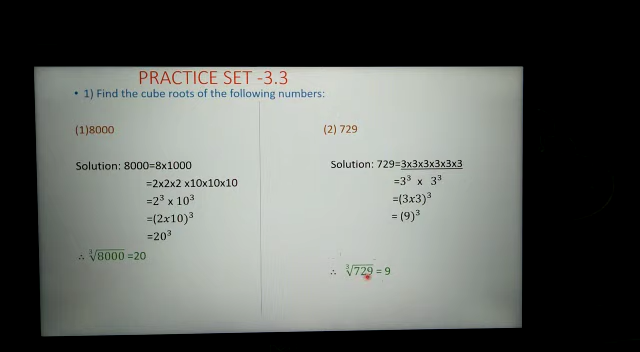 PRACTICE SET -3.3
• 1) Find the cube roots of the following numbers:
(1)8000
Solution: 8000=8x1000
=2x2x2 x10x10x10
=2³ x 10³
=(2x10)³
=20³
∴ ∛8000 =20
(2) 729
Solution: 729=3x3x3x3x3x3
=3³ x 3³
=(3x3)³
= (9)³
∴ ∛729 = 9